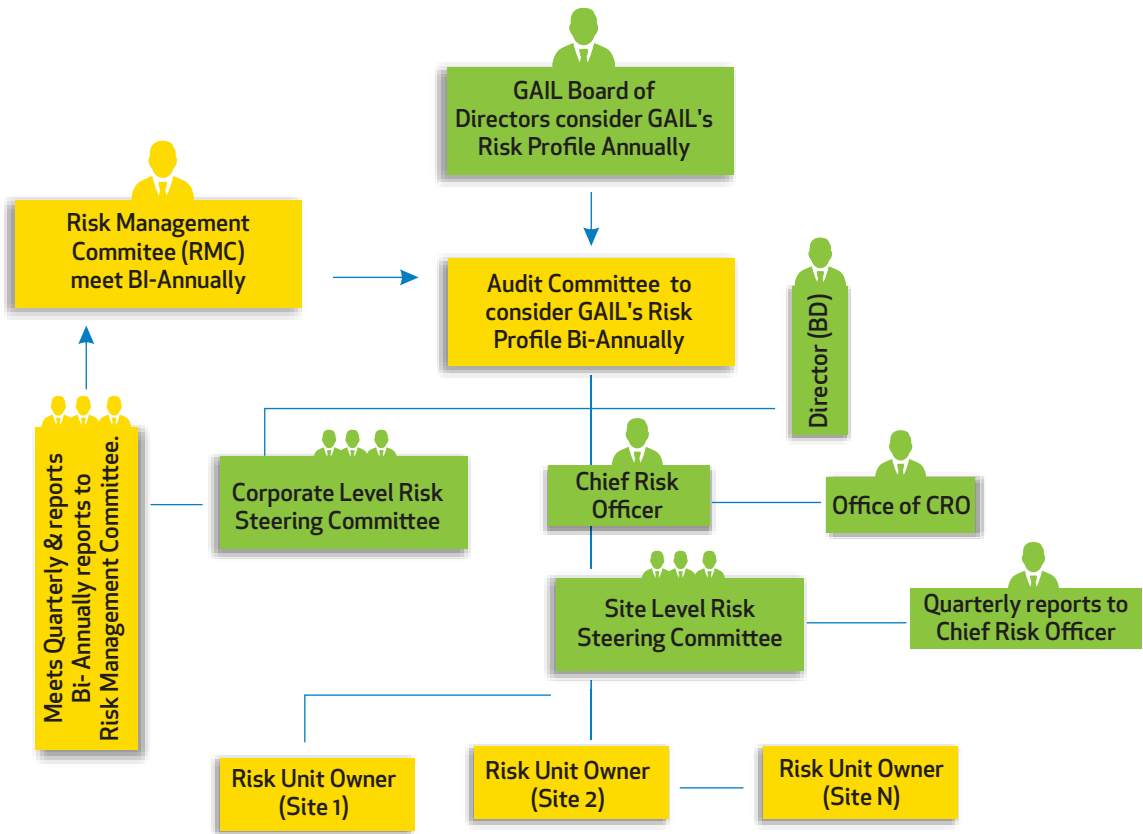 GAIL Board of
Directors consider GAIL's
Risk Profile Annually
Risk Management
Commitee (RMC)
meet BI-Annually
Audit Committee to
consider GAIL's Risk
Profile Bi-Annually
Director (BD)
Meets Quarterly & reports
Bi- Annually reports to
Risk Management Committee.
Corporate Level Risk
Steering Committee
Chief Risk
Officer
Office of CRO
Site Level Risk
Steering Committee
Quarterly reports to
Chief Risk Officer
Risk Unit Owner
(Site 1)
Risk Unit Owner
(Site 2)
Risk Unit Owner
(Site N)